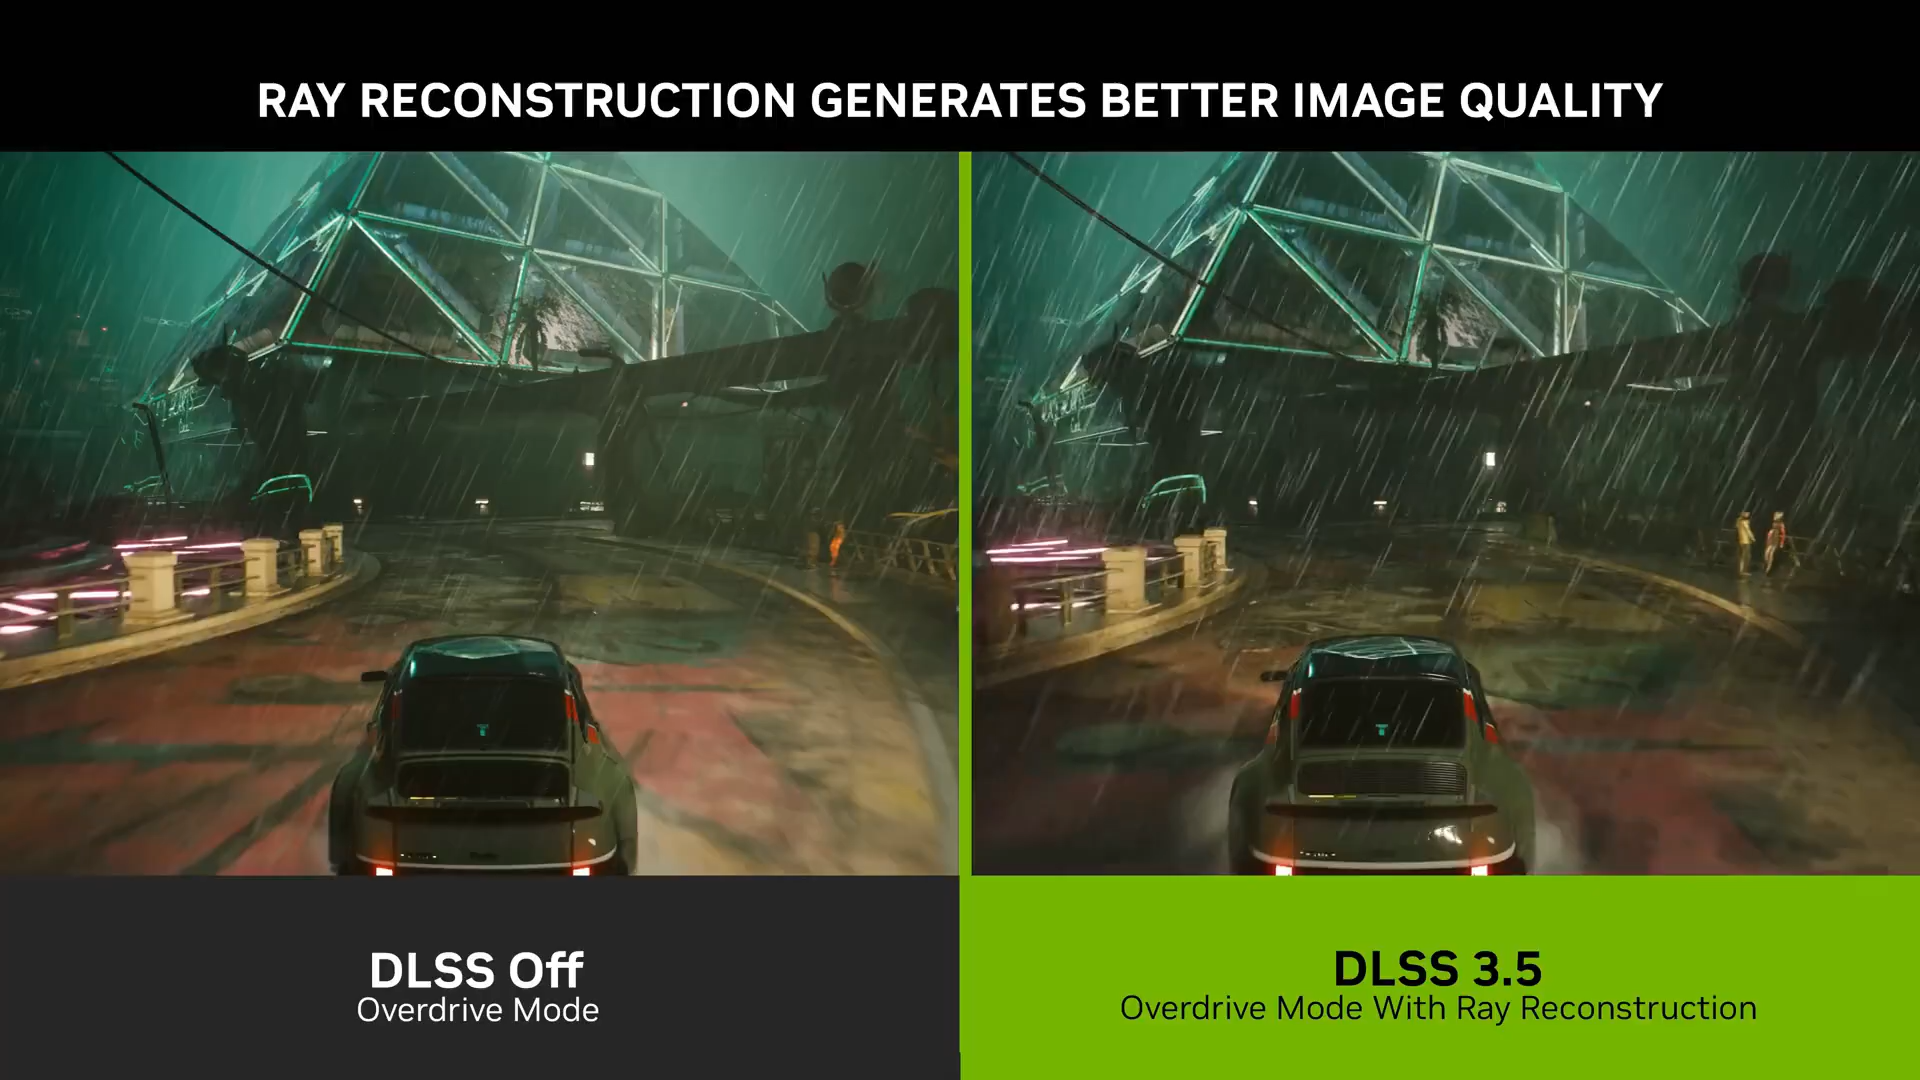 RAY RECONSTRUCTION GENERATES BETTER IMAGE QUALITY
DLSS Off
Overdrive Mode
DLSS 3.5
Overdrive Mode With Ray Reconstruction